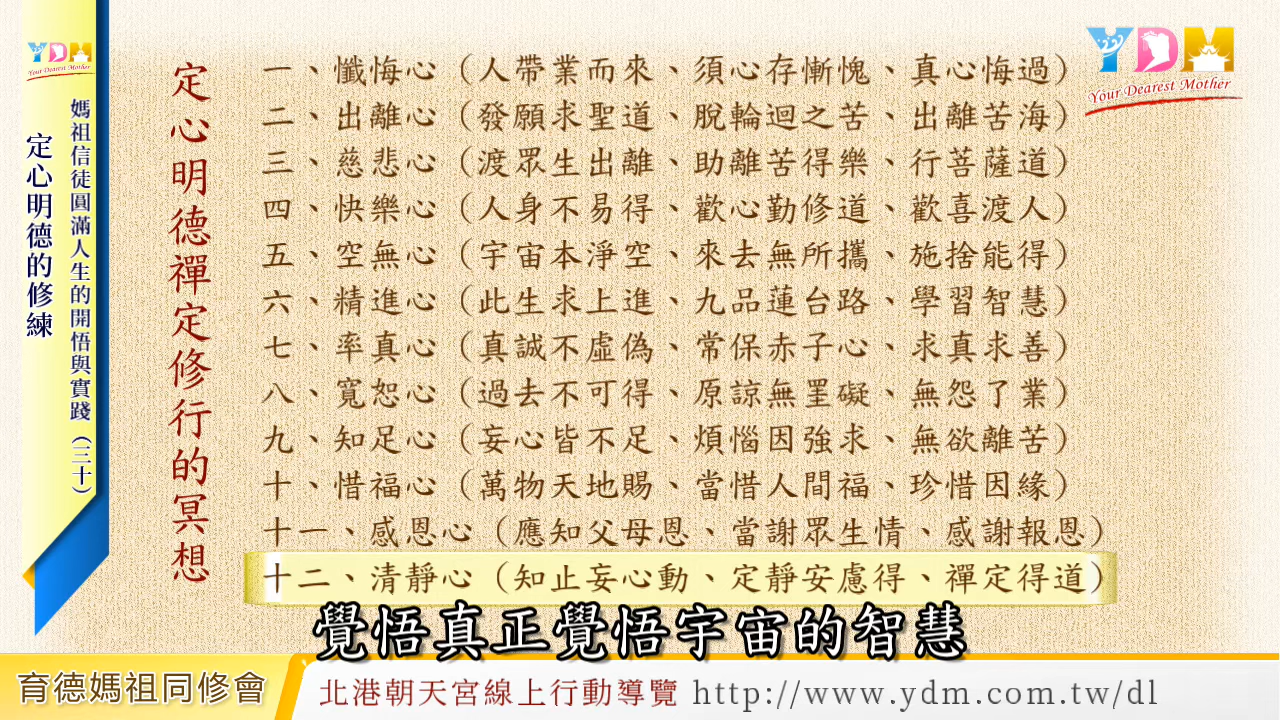 YDM
Your Dearest Mother
媽祖信徒圓滿人生的開悟與實踐（三十）
定心明德的修練
定心明德禪定修行的冥想
一、懺悔心（人帶業而來、須心存慚愧、真心悔過）
二、出離心（發願求聖道、脫輪迴之苦、出離苦海）
三、慈悲心（渡眾生出離、助離苦得樂、行菩薩道）
四、快樂心（人身不易得、歡心勤修道、歡喜渡人）
五、空無心（宇宙本淨空、來去無所攜、施捨能得）
六、精進心（此生求上進、九品蓮台路、學習智慧）
七、率真心（真誠不虛偽、常保赤子心、求真求善）
八、寬恕心（過去不可得、原諒無罣礙、無怨了業）
九、知足心（妄心皆不足、煩惱因強求、無欲離苦）
十、惜福心（萬物天地賜、當惜人間福、珍惜因緣）
十一、感恩心（應知父母恩、當謝眾生情、感謝報恩）
十二、清靜心（知止妄心動、定靜安慮得、禪定得道）
YDM
Your Dearest Mother
覺悟真正覺悟宇宙的智慧
育德媽祖同修會
北港朝天宮線上行動導覽 http://www.ydm.com.tw/dl